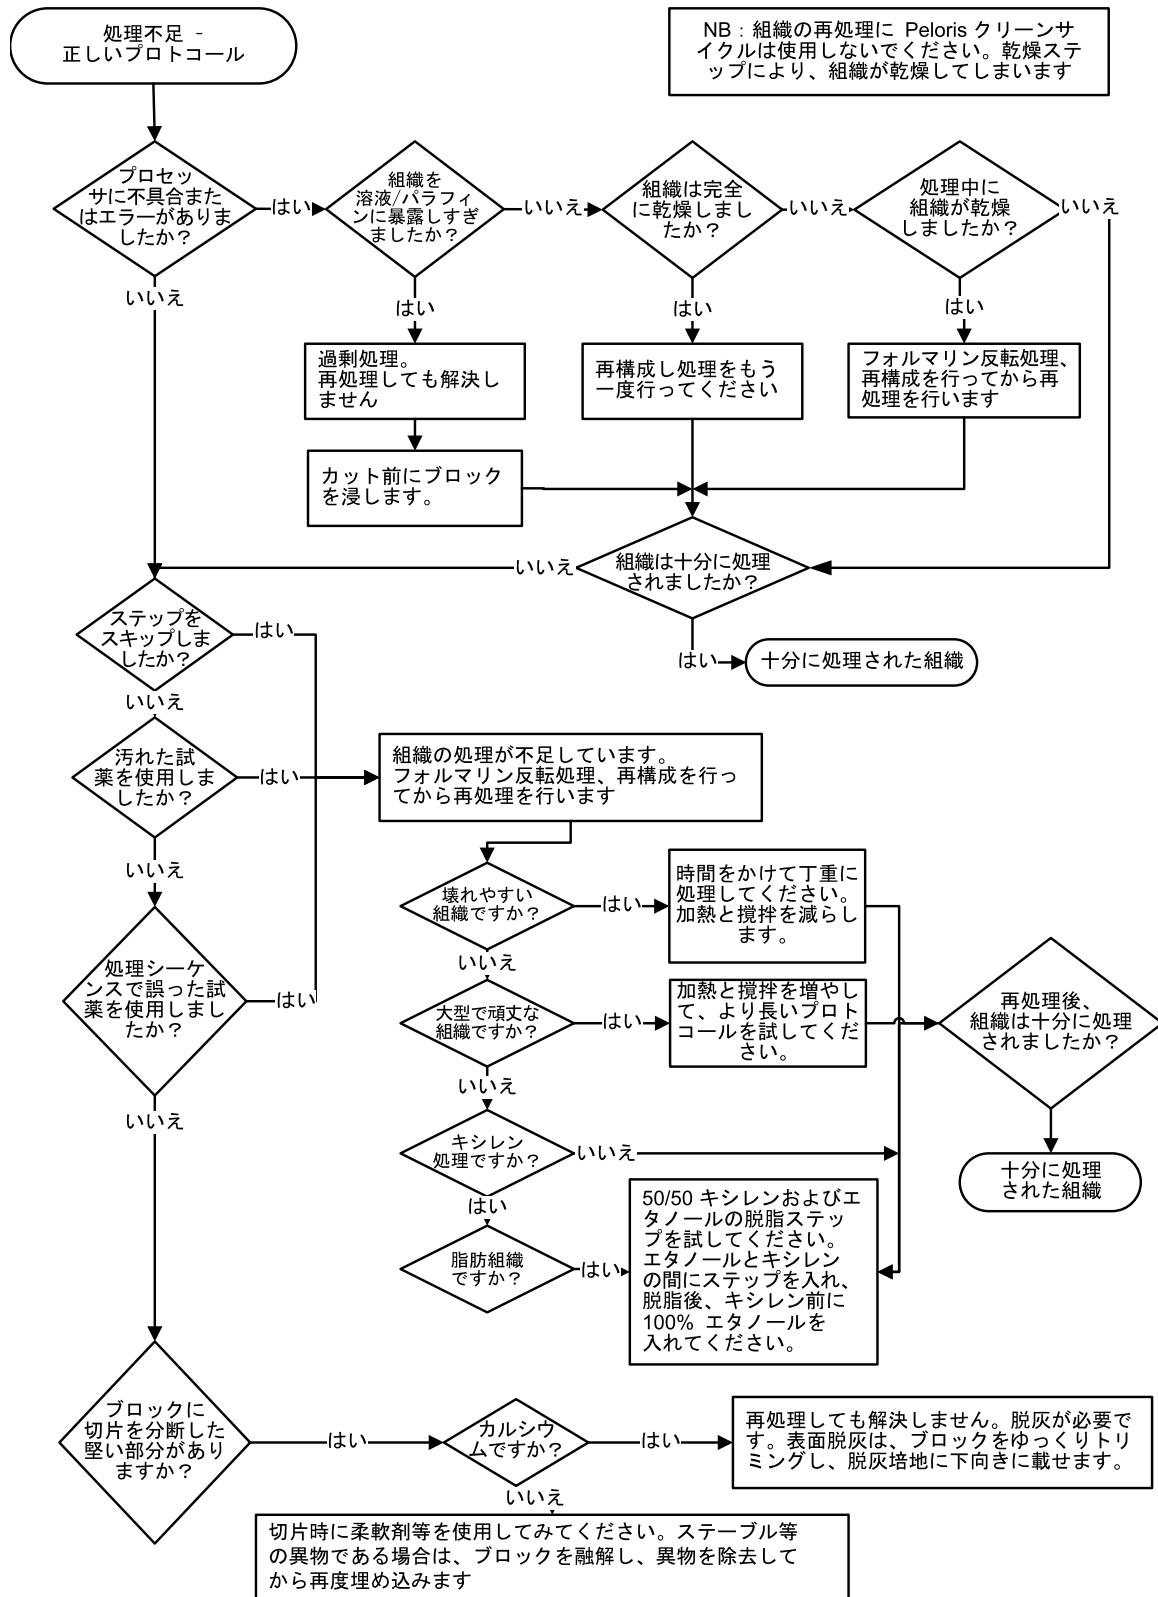 処理不足 -
正しいプロトコール
NB：組織の再処理に Peloris クリーンサ
イクルは使用しないでください。乾燥ステ
ップにより、組織が乾燥してしまいます
プロセッ
サに不具合また
はエラーがありま
したか？
はい
組織を
溶液/パラフィ
ンに暴露しすぎ
ましたか？
いいえ
組織は完全
に乾燥しまし
たか？
いいえ
処理中に
組織が乾燥
しましたか？
いいえ
いいえ
はい
はい
はい
過剰処理。
再処理しても解決し
ません
再構成し処理をもう
一度行ってください
フォルマリン反転処理、
再構成を行ってから再
処理を行います
カット前にブロック
を浸します。
組織は十分に処理
されましたか？
いいえ
はい
十分に処理された組織
ステップを
スキップしま
したか？
はい
いいえ
汚れた試
薬を使用しま
したか？
はい
組織の処理が不足しています。
フォルマリン反転処理、再構成を行っ
てから再処理を行います
いいえ
壊れやすい
組織ですか？
はい
時間をかけて丁重に
処理してください。
加熱と撹拌を減らし
ます。
いいえ
処理シーケ
ンスで誤った試
薬を使用しまし
たか？
はい
大型で頑丈な
組織ですか？
はい
加熱と撹拌を増やし
て、より長いプロト
コールを試してくだ
さい。
再処理後、
組織は十分に処理
されましたか？
いいえ
いいえ
キシレン
処理ですか？
いいえ
十分に処理
された組織
はい
脂肪組織
ですか？
はい
50/50 キシレンおよびエ
タノールの脱脂ステッ
プを試してください。
エタノールとキシレン
の間にステップを入れ、
脱脂後、キシレン前に
100% エタノールを
入れてください。
ブロックに
切片を分断した
堅い部分があり
ますか？
はい
カルシウ
ムですか？
はい
再処理しても解決しません。脱灰が必要で
す。表面脱灰は、ブロックをゆっくりトリ
ミングし、脱灰培地に下向きに載せます。
いいえ
切片時に柔軟剤等を使用してみてください。ステープル等
の異物である場合は、ブロックを融解し、異物を除去して
から再度埋め込みます